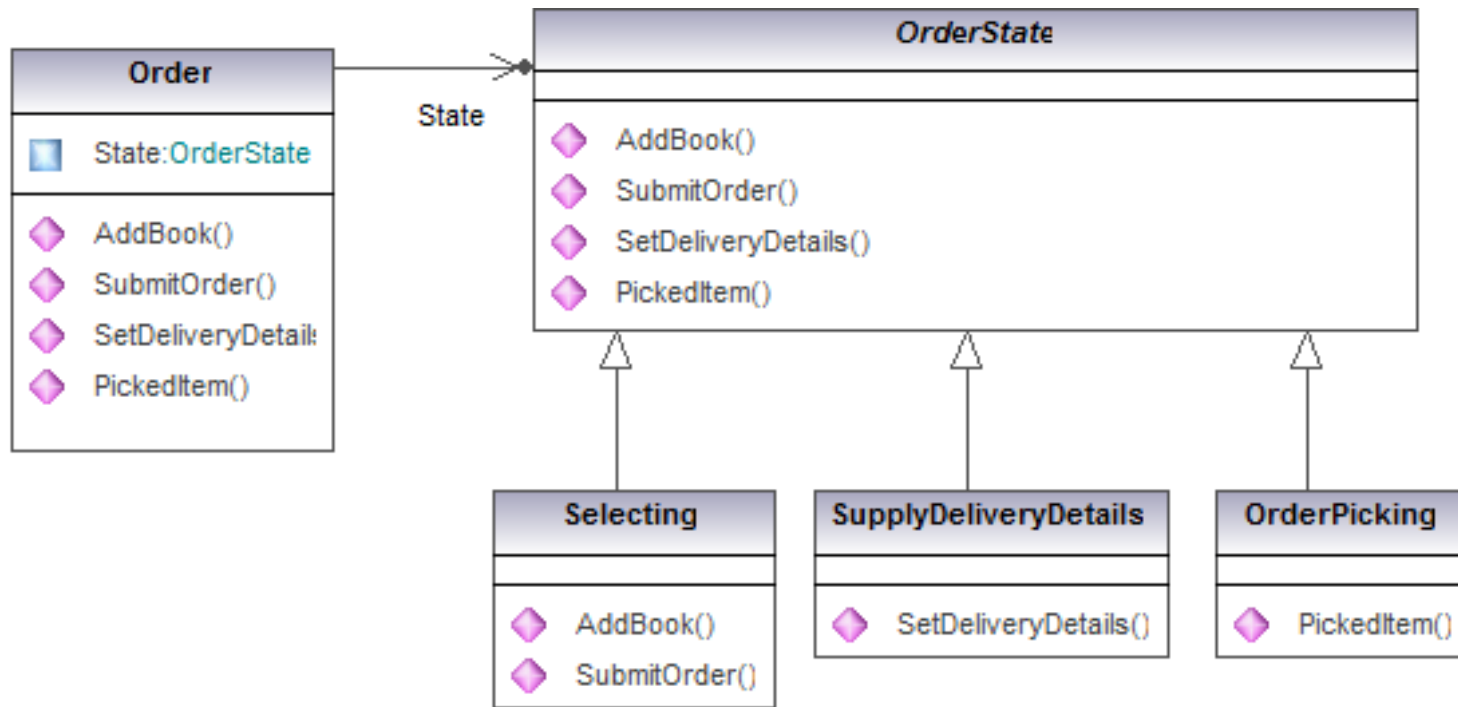 Order
State:OrderState
AddBook()
SubmitOrder()
SetDeliveryDetails
PickedItem()
State
OrderState
AddBook()
SubmitOrder()
SetDeliveryDetails()
PickedItem()
Selecting
AddBook()
SubmitOrder()
SupplyDeliveryDetails
SetDeliveryDetails()
OrderPicking
PickedItem()